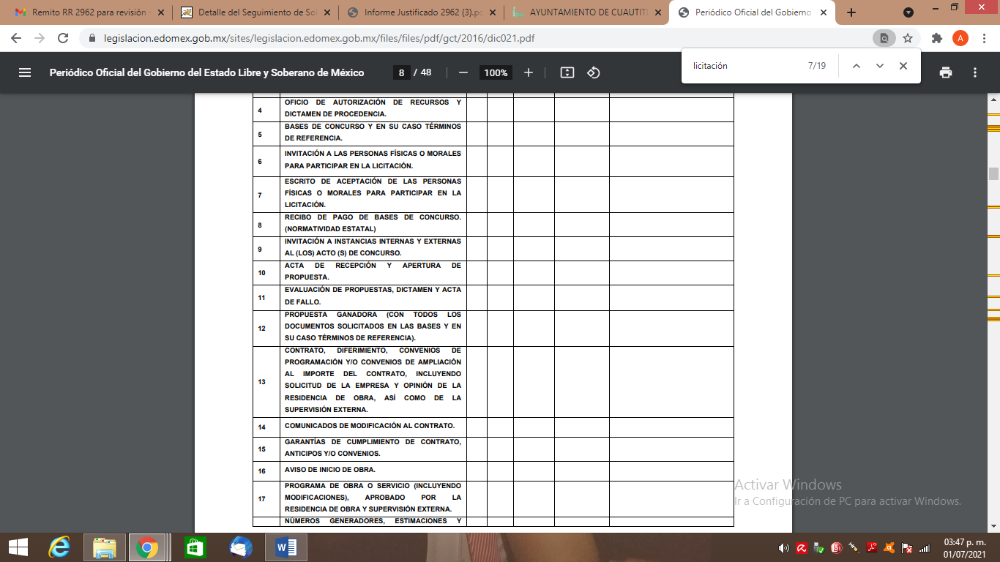 Remito RR 2962 para revisión
Detalle del Seguimiento de So
Informe Justificado 2962 (3).pd
AYUNTAMIENTO DE CUAUTIT
Periódico Oficial del Gobierno
legislacion.edomex.gob.mx/sites/legislacion.edomex.gob.mx/files/files/pdf/gct/2016/dic021.pdf
A
licitación 7/19
Periódico Oficial del Gobierno del Estado Libre y Soberano de México 8 / 48 100%
4 OFICIO DE AUTORIZACIÓN DE RECURSOS Y
DICTAMEN DE PROCEDENCIA.
5 BASES DE CONCURSO Y EN SU CASO TÉRMINOS
DE REFERENCIA.
6 INVITACIÓN A LAS PERSONAS FÍSICAS O MORALES
PARA PARTICIPAR EN LA LICITACIÓN.
7 ESCRITO DE ACEPTACIÓN DE LAS PERSONAS
FÍSICAS O MORALES PARA PARTICIPAR EN LA
LICITACIÓN.
8 RECIBO DE PAGO DE BASES DE CONCURSO.
(NORMATIVIDAD ESTATAL)
9 INVITACIÓN A INSTANCIAS INTERNAS Y EXTERNAS
AL (LOS) ACTO (S) DE CONCURSO.
10 ACTA DE RECEPCIÓN Y APERTURA DE
PROPUESTA.
11 EVALUACIÓN DE PROPUESTAS, DICTAMEN Y ACTA
DE FALLO.
12 PROPUESTA GANADORA (CON TODOS LOS
DOCUMENTOS SOLICITADOS EN LAS BASES Y EN
SU CASO TÉRMINOS DE REFERENCIA).
13 CONTRATO, DIFERIMIENTO, CONVENIOS DE
PROGRAMACIÓN Y/O CONVENIOS DE AMPLIACIÓN
AL IMPORTE DEL CONTRATO, INCLUYENDO
SOLICITUD DE LA EMPRESA Y OPINIÓN DE LA
RESIDENCIA DE OBRA, ASÍ COMO DE LA
SUPERVISIÓN EXTERNA.
14 COMUNICADOS DE MODIFICACIÓN AL CONTRATO.
15 GARANTÍAS DE CUMPLIMIENTO DE CONTRATO,
ANTICIPOS Y/O CONVENIOS.
16 AVISO DE INICIO DE OBRA.
17 PROGRAMA DE OBRA O SERVICIO (INCLUYENDO
MODIFICACIONES), APROBADO POR LA
RESIDENCIA DE OBRA Y SUPERVISIÓN EXTERNA.
NÚMEROS GENERADORES, ESTIMACIONES Y
Activar Windows
Ir a Configuración de PC para activar Windows.
03:47 p. m.
01/07/2021